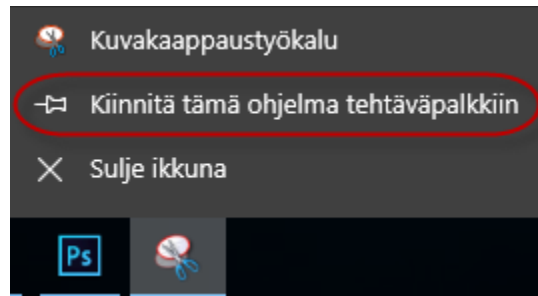 Kuvakaappaustyökalu
Kiinnitä tämä ohjelma tehtäväpalkkiin
Sulje ikkuna
Ps